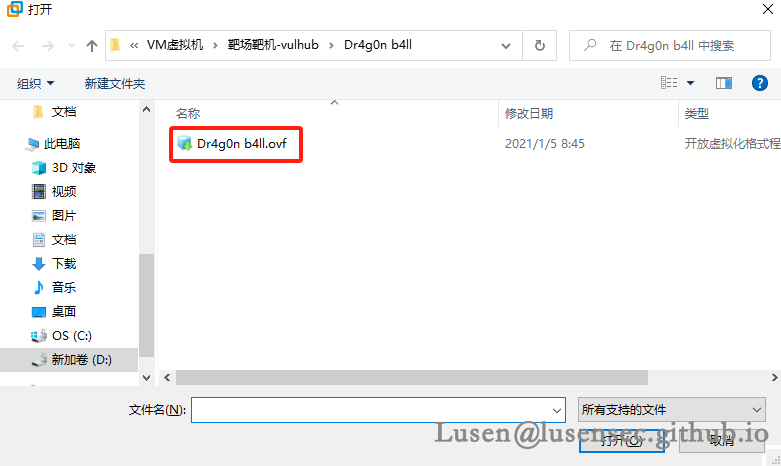 打开
« VM虚拟机 › 靶场靶机-vulhub › Dr4g0n b4ll
在 Dr4g0n b4ll 中搜索
组织 新建文件夹
名称 修改日期 类型
Dr4g0n b4ll.ovf 2021/1/5 8:45 开放虚拟化格式程
文档
此电脑
3D 对象
视频
图片
文档
下载
音乐
桌面
OS (C:)
新加卷 (D:)
文件名(N): 所有支持的文件
打开(O) 取消
Lusen@lusensec.github.io